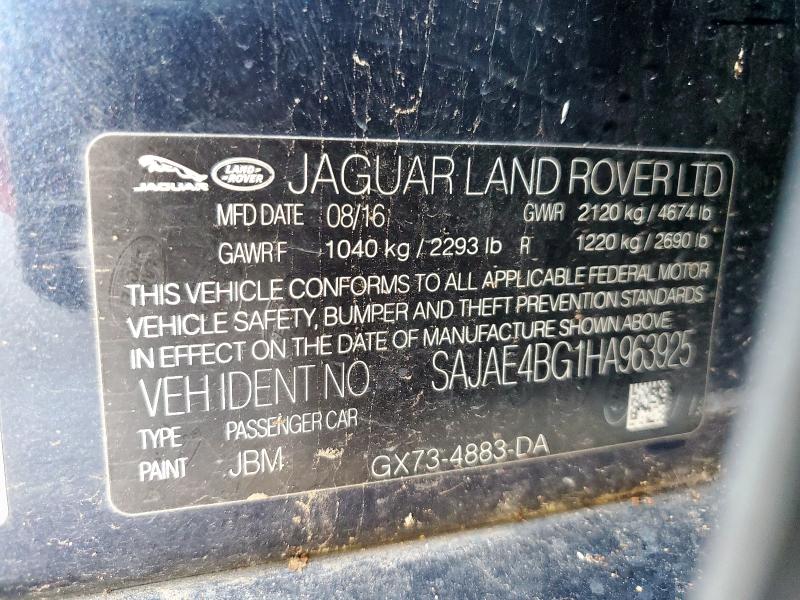 JAGUAR LAND ROVER JAGUAR LAND ROVER LTD
MFD DATE 08/16 GVWR 2120 kg / 4674 lb
GAWR F 1040 kg / 2293 lb R 1220 kg / 2690 lb
THIS VEHICLE CONFORMS TO ALL APPLICABLE FEDERAL MOTOR
VEHICLE SAFETY, BUMPER AND THEFT PREVENTION STANDARDS
IN EFFECT ON THE DATE OF MANUFACTURE SHOWN ABOVE.
VEH IDENT NO SAJAE4BG1HA963925
TYPE PASSENGER CAR
PAINT JBM GX73-4883-DA